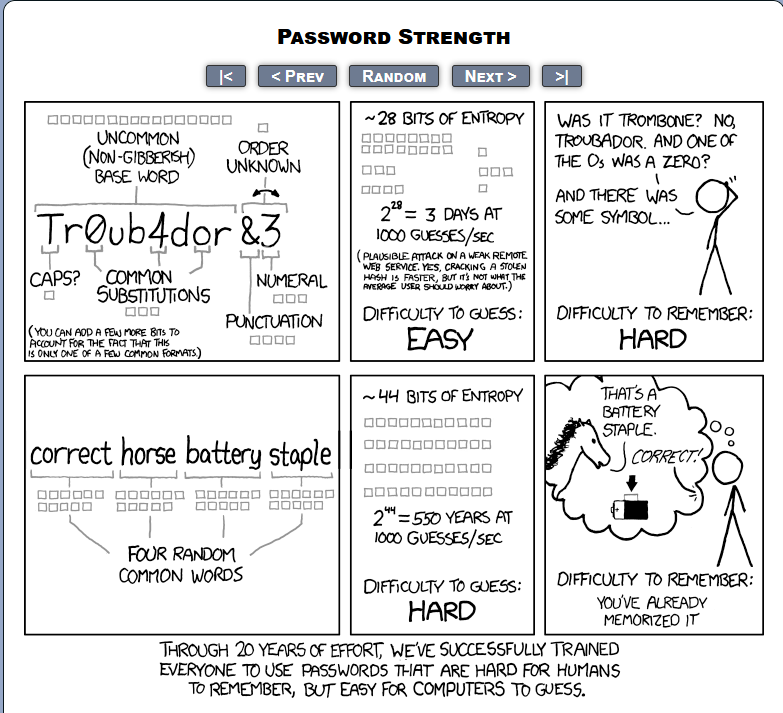 PASSWORD STRENGTH
|< < PREV RANDOM NEXT > >|
UNCOMMON
(NON-GIBBERISH)
BASE WORD
ORDER
UNKNOWN
Tr0ub4dor &3
CAPS?
COMMON
SUBSTITUTIONS
NUMERAL
PUNCTUATION
(YOU CAN ADD A FEW MORE BITS TO
ACCOUNT FOR THE FACT THAT THIS
IS ONLY ONE OF A FEW COMMON FORMATS.)
~28 BITS OF ENTROPY
2²⁸ = 3 DAYS AT
1000 GUESSES/SEC
(PLAUSIBLE ATTACK ON A WEAK REMOTE
WEB SERVICE. YES, CRACKING A STOLEN
HASH IS FASTER, BUT IT'S NOT WHAT THE
AVERAGE USER SHOULD WORRY ABOUT.)
DIFFICULTY TO GUESS:
EASY
WAS IT TROMBONE? NO,
TROUBADOR. AND ONE OF
THE Os WAS A ZERO?
AND THERE WAS
SOME SYMBOL...
DIFFICULTY TO REMEMBER:
HARD
correct horse battery staple
FOUR RANDOM
COMMON WORDS
~44 BITS OF ENTROPY
2⁴⁴ = 550 YEARS AT
1000 GUESSES/SEC
DIFFICULTY TO GUESS:
HARD
THAT'S A
BATTERY
STAPLE.
CORRECT!
DIFFICULTY TO REMEMBER:
YOU'VE ALREADY
MEMORIZED IT
THROUGH 20 YEARS OF EFFORT, WE'VE SUCCESSFULLY TRAINED
EVERYONE TO USE PASSWORDS THAT ARE HARD FOR HUMANS
TO REMEMBER, BUT EASY FOR COMPUTERS TO GUESS.